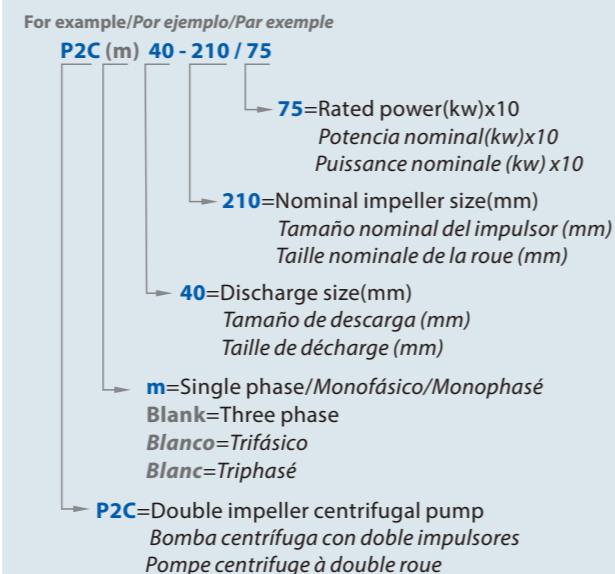 For example/Por ejemplo/Par exemple
P2C (m) 40 - 210 / 75
75=Rated power(kw)x10
Potencia nominal(kw)x10
Puissance nominale (kw) x10
210=Nominal impeller size(mm)
Tamaño nominal del impulsor (mm)
Taille nominale de la roue (mm)
40=Discharge size(mm)
Tamaño de descarga (mm)
Taille de décharge (mm)
m=Single phase/Monofásico/Monophasé
Blank=Three phase
Blanco=Trifásico
Blanc=Triphasé
P2C=Double impeller centrifugal pump
Bomba centrífuga con doble impulsores
Pompe centrifuge à double roue